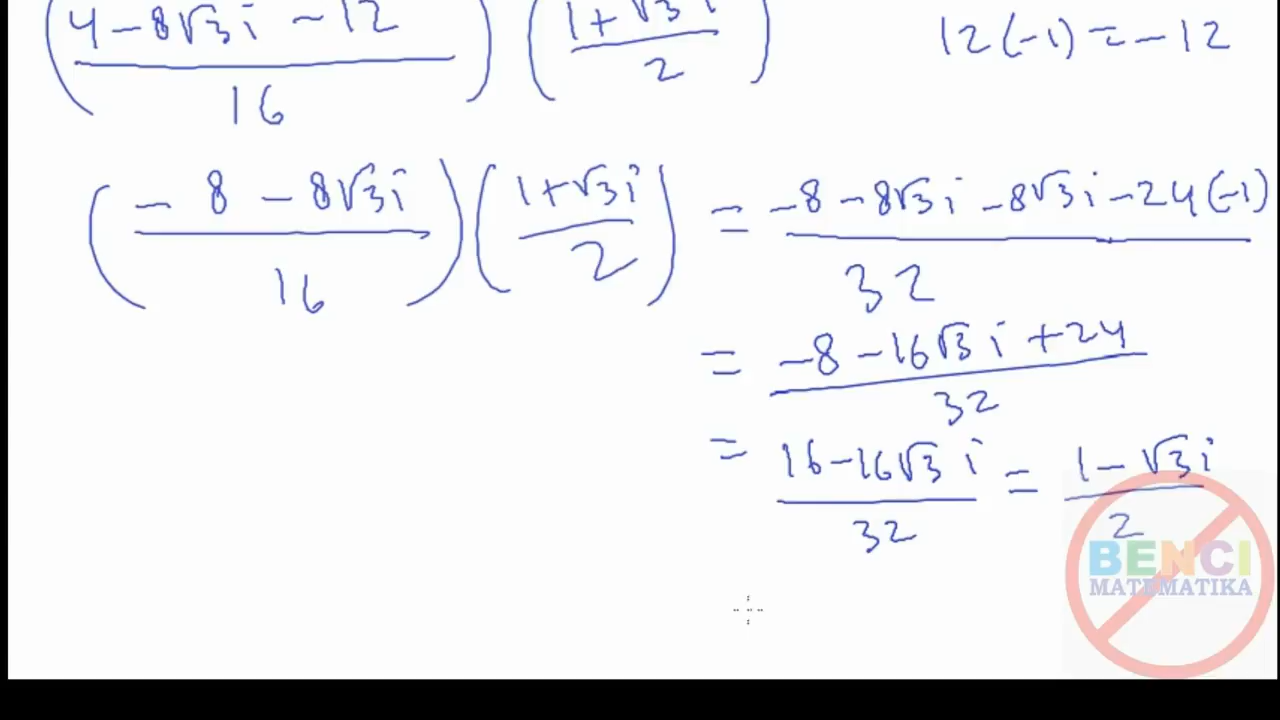 (4 - 8√3 i - 12 / 16) (1 + √3 i / 2)
12 (-1) = -12
(-8 - 8√3 i / 16) (1 + √3 i / 2) = -8 - 8√3 i - 8√3 i - 24 (-1) / 32
= -8 - 16√3 i + 24 / 32
= 16 - 16√3 i / 32 = 1 - √3 i / 2
BENCI
MATEMATIKA